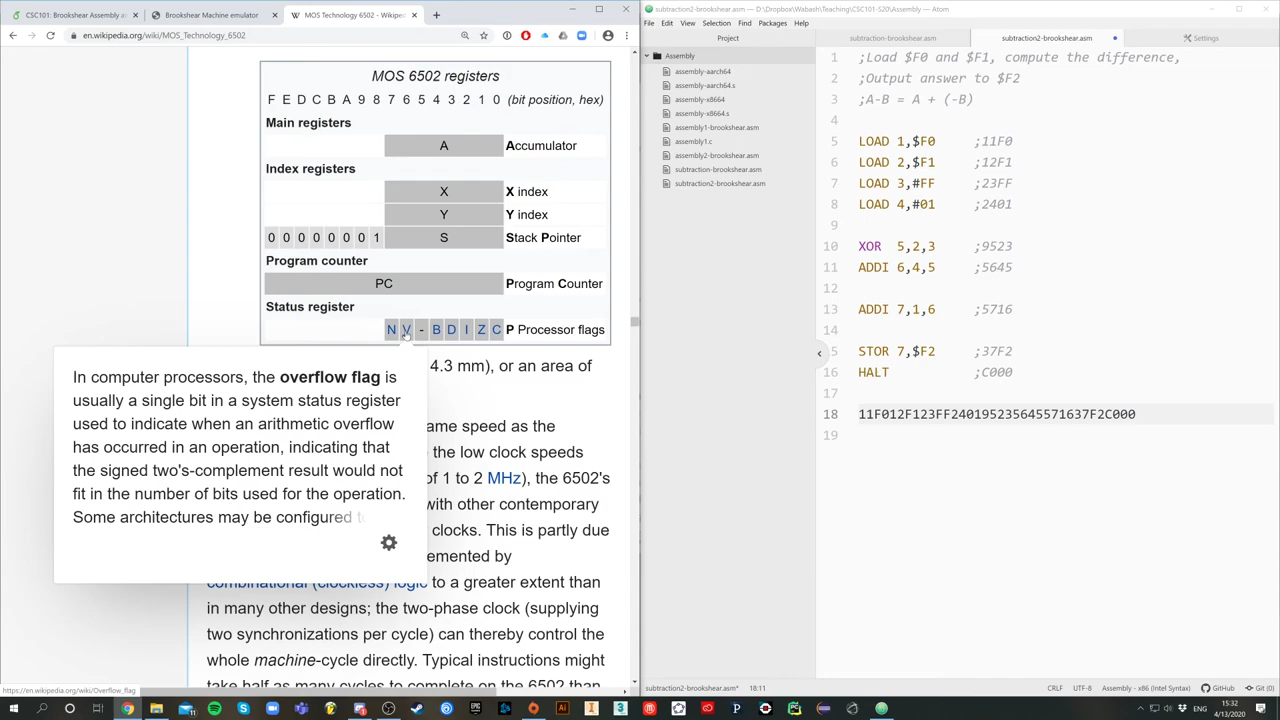 CSC101: Brookshear Assembly as
Brookshear Machine emulator
MOS Technology 6502 - Wikiped
subtraction2-brookshear.asm — D:\Dropbox\Wabash\Teaching\CSC101-S20\Assembly — Atom
en.wikipedia.org/wiki/MOS_Technology_6502
File Edit View Selection Find Packages Help
Project
subtraction-brookshear.asm
subtraction2-brookshear.asm
Settings
MOS 6502 registers
F E D C B A 9 8 7 6 5 4 3 2 1 0 (bit position, hex)
Main registers
A Accumulator
Index registers
X X index
Y Y index
0 0 0 0 0 0 0 1 S Stack Pointer
Program counter
PC Program Counter
Status register
N V - B D I Z C P Processor flags
4.3 mm), or an area of
In computer processors, the overflow flag is
usually a single bit in a system status register
used to indicate when an arithmetic overflow
has occurred in an operation, indicating that
the signed two's-complement result would not
fit in the number of bits used for the operation.
Some architectures may be configured
ame speed as the
the low clock speeds
of 1 to 2 MHz), the 6502's
with other contemporary
clocks. This is partly due
emented by
combinational (clockless) logic to a greater extent than
in many other designs; the two-phase clock (supplying
two synchronizations per cycle) can thereby control the
whole machine-cycle directly. Typical instructions might
take half as many cycles to complete on the 6502 than
https://en.wikipedia.org/wiki/Overflow_flag
Assembly
assembly-aarch64
assembly-aarch64.s
assembly-x8664
assembly-x8664.s
assembly1-brookshear.asm
assembly1.c
assembly2-brookshear.asm
subtraction-brookshear.asm
subtraction2-brookshear.asm
1 ;Load $F0 and $F1, compute the difference,
2 ;Output answer to $F2
3 ;A-B = A + (-B)
4
5 LOAD 1,$F0 ;11F0
6 LOAD 2,$F1 ;12F1
7 LOAD 3,#FF ;23FF
8 LOAD 4,#01 ;2401
9
10 XOR 5,2,3 ;9523
11 ADDI 6,4,5 ;5645
12
13 ADDI 7,1,6 ;5716
14
5 STOR 7,$F2 ;37F2
16 HALT ;C000
17
18 11F012F123FF240195235645571637F2C000
19
subtraction2-brookshear.asm* 18:11
CRLF UTF-8 Assembly - x86 (Intel Syntax) GitHub Git (0)
ENG
15:32
4/13/2020